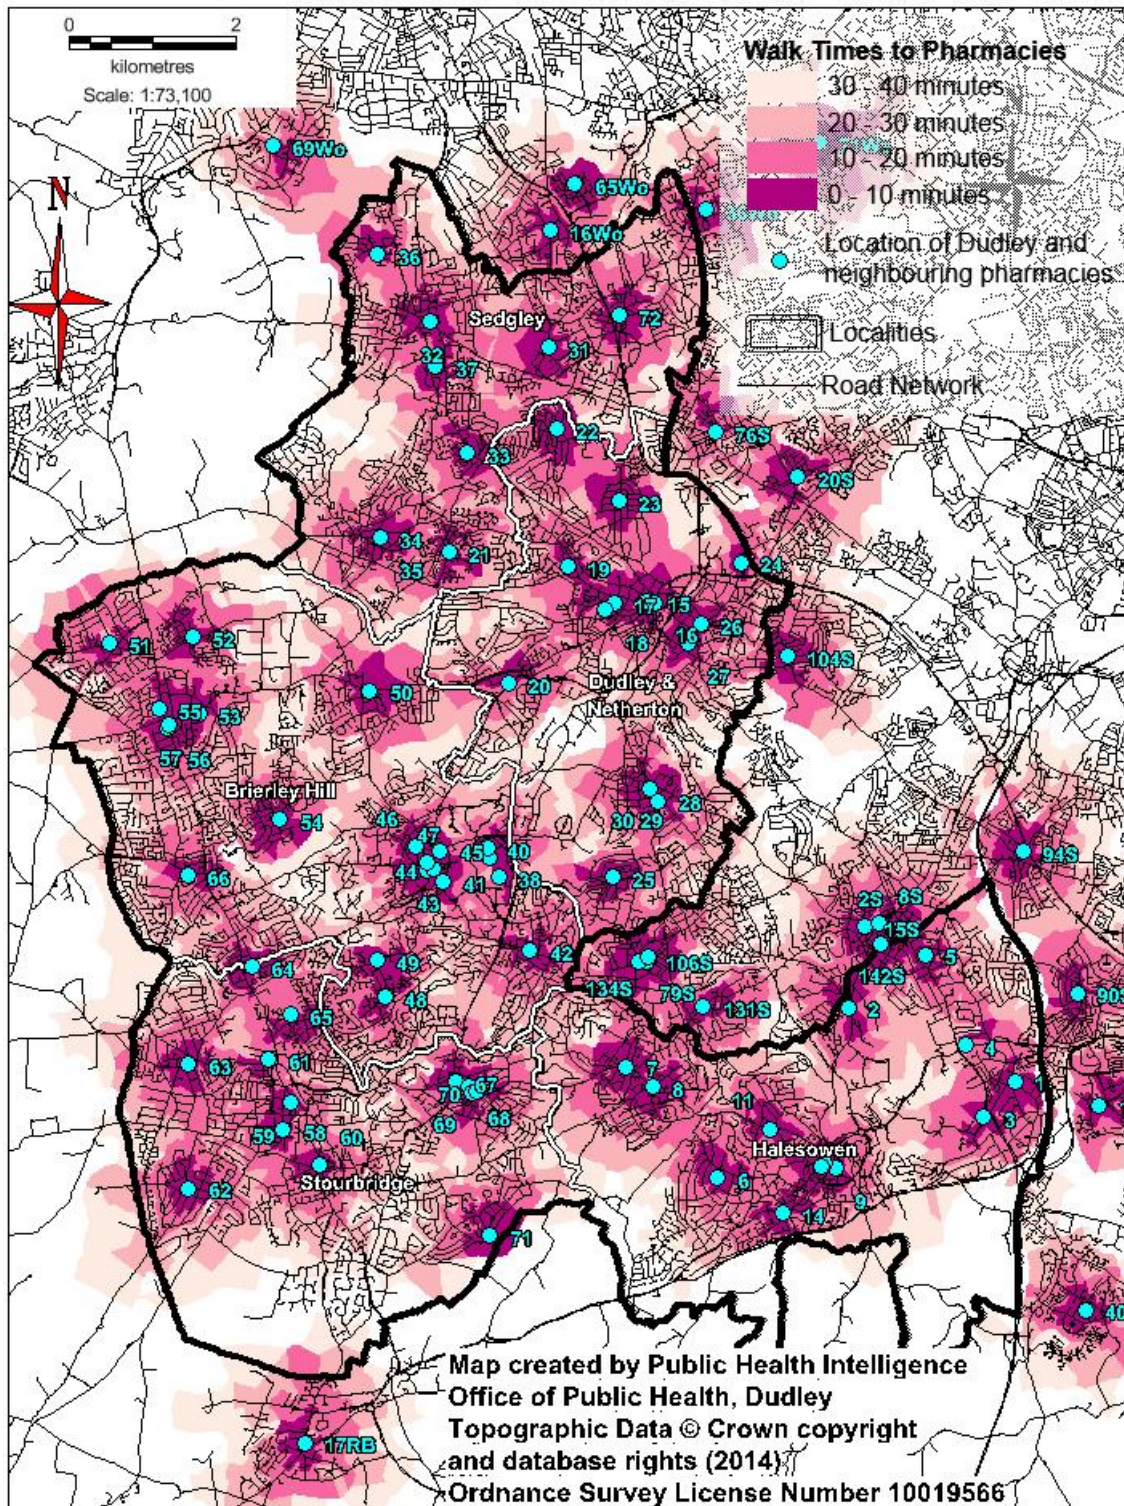 0 2
kilometres
Scale: 1:73,100
Walk Times to Pharmacies
30 - 40 minutes
20 - 30 minutes
10 - 20 minutes
0 - 10 minutes
Location of Dudley and
neighbouring pharmacies
Localities
Road Network
N
69Wo
65Wo
16Wo
36
Sedgley
72
32
31
37
22
76S
33
20S
23
34
21
19
24
35
17
15
51
52
18
16
26
104S
27
50
20
Dudley &
Netherton
55
53
57
56
Brierley Hill
28
54
46
30
29
47
45
40
94S
44
41
38
25
66
43
2S
8S
15S
5
64
49
42
106S
134S
79S
142S
90S
48
131S
2
65
4
63
61
7
1
70
67
8
11
3
59
58
60
69
68
Halesowen
62
Stourbridge
6
9
14
71
40
17RB
Map created by Public Health Intelligence
Office of Public Health, Dudley
Topographic Data © Crown copyright
and database rights (2014)
Ordnance Survey License Number 10019566